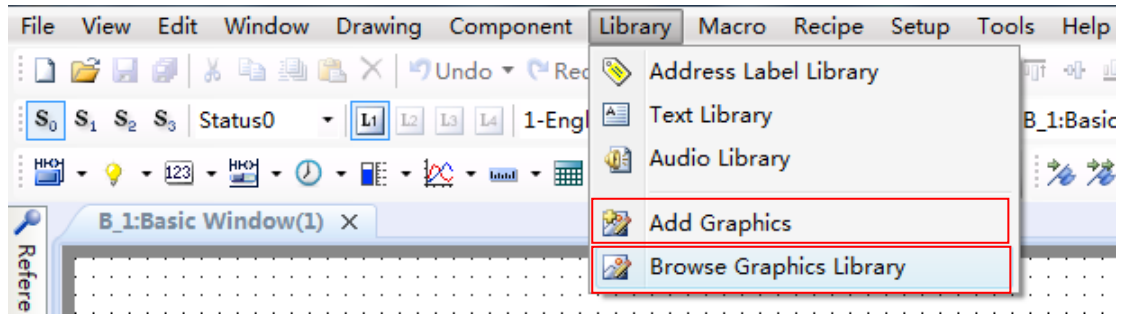 File View Edit Window Drawing Component Library Macro Recipe Setup Tools Help
Undo Address Label Library
S0 S1 S2 S3 Status0 L1 L2 L3 L4 1-Engl Text Library B_1:Basic
123 Audio Library
B_1:Basic Window(1) X Add Graphics
Browse Graphics Library
Refere